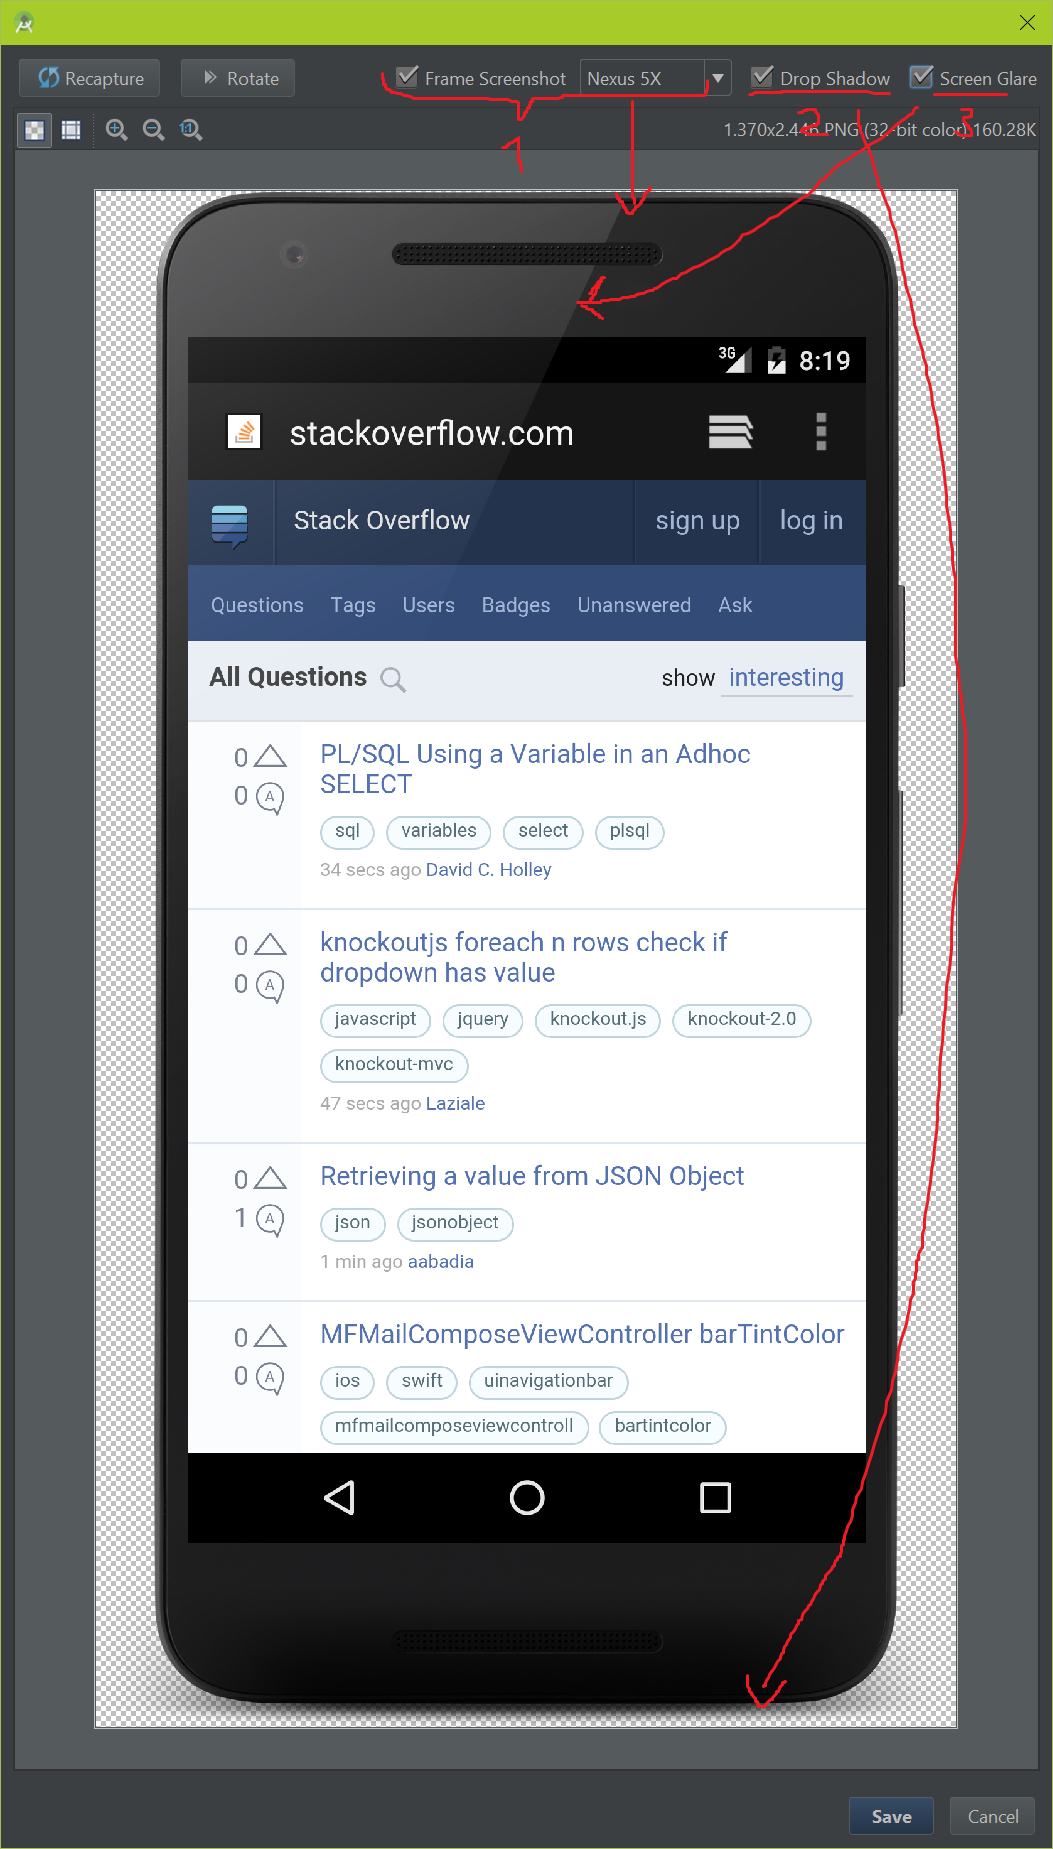 Recapture Rotate Frame Screenshot Nexus 5X Drop Shadow Screen Glare
1:1 1.370x2.446 PNG (32-bit color) 160.28K
1 2 3
3G 8:19
stackoverflow.com
Stack Overflow sign up log in
Questions Tags Users Badges Unanswered Ask
All Questions show interesting
0 PL/SQL Using a Variable in an Adhoc
SELECT
0 A
sql variables select plsql
34 secs ago David C. Holley
0 knockoutjs foreach n rows check if
0 A dropdown has value
javascript jquery knockout.js knockout-2.0
knockout-mvc
47 secs ago Laziale
0 Retrieving a value from JSON Object
1 A json jsonobject
1 min ago aabadia
0 MFMailComposeViewController barTintColor
0 A ios swift uinavigationbar
mfmailcomposeviewcontroll bartintcolor
Save Cancel